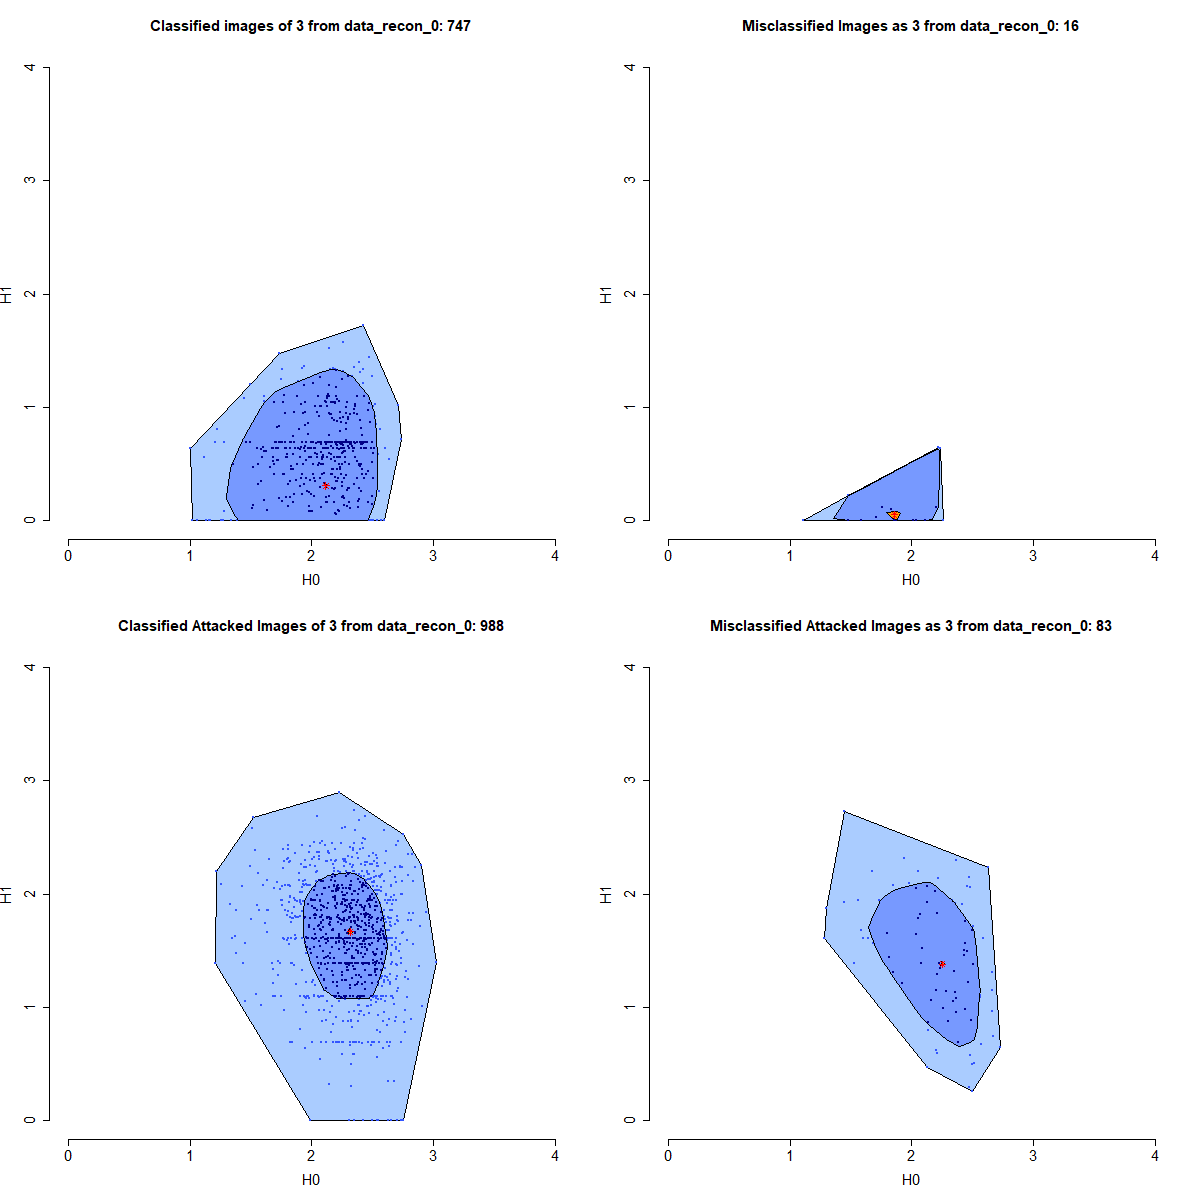 Classified images of 3 from data_recon_0: 747
4
3
2
1
0
H1
0 1 2 3 4
H0
Misclassified Images as 3 from data_recon_0: 16
4
3
2
1
0
H1
0 1 2 3 4
H0
Classified Attacked Images of 3 from data_recon_0: 988
4
3
2
1
0
H1
0 1 2 3 4
H0
Misclassified Attacked Images as 3 from data_recon_0: 83
4
3
2
1
0
H1
0 1 2 3 4
H0